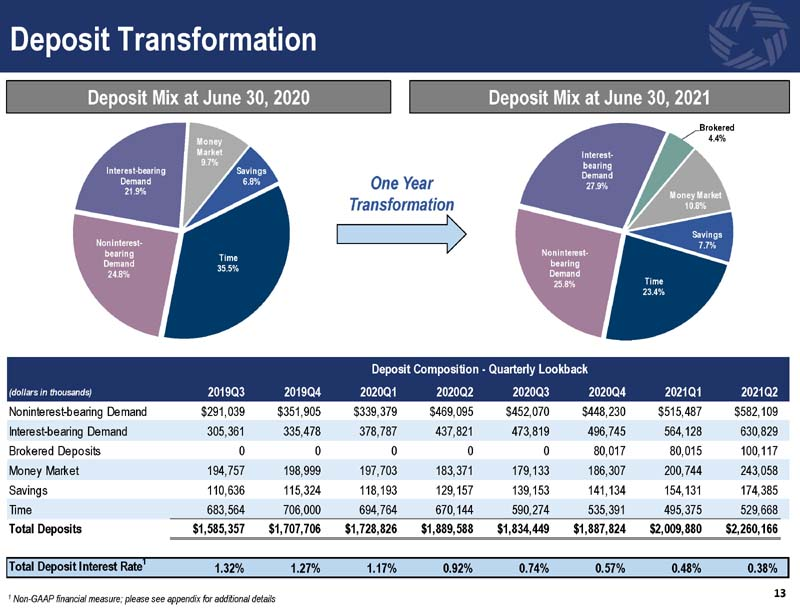 Deposit Transformation
Deposit Mix at June 30, 2020
Deposit Mix at June 30, 2021
Money
Market
9.7%
Savings
6.8%
Interest-bearing
Demand
21.9%
Noninterest-
bearing
Demand
24.8%
Time
35.5%
One Year
Transformation
Brokered
4.4%
Interest-
bearing
Demand
27.9%
Money Market
10.8%
Savings
7.7%
Noninterest-
bearing
Demand
25.8%
Time
23.4%
Deposit Composition - Quarterly Lookback
(dollars in thousands) 2019Q3 2019Q4 2020Q1 2020Q2 2020Q3 2020Q4 2021Q1 2021Q2
Noninterest-bearing Demand $291,039 $351,905 $339,379 $469,095 $452,070 $448,230 $515,487 $582,109
Interest-bearing Demand 305,361 335,478 378,787 437,821 473,819 496,745 564,128 630,829
Brokered Deposits 0 0 0 0 0 80,017 80,015 100,117
Money Market 194,757 198,999 197,703 183,371 179,133 186,307 200,744 243,058
Savings 110,636 115,324 118,193 129,157 139,153 141,134 154,131 174,385
Time 683,564 706,000 694,764 670,144 590,274 535,391 495,375 529,668
Total Deposits $1,585,357 $1,707,706 $1,728,826 $1,889,588 $1,834,449 $1,887,824 $2,009,880 $2,260,166
Total Deposit Interest Rate¹ 1.32% 1.27% 1.17% 0.92% 0.74% 0.57% 0.48% 0.38%
¹ Non-GAAP financial measure; please see appendix for additional details
13